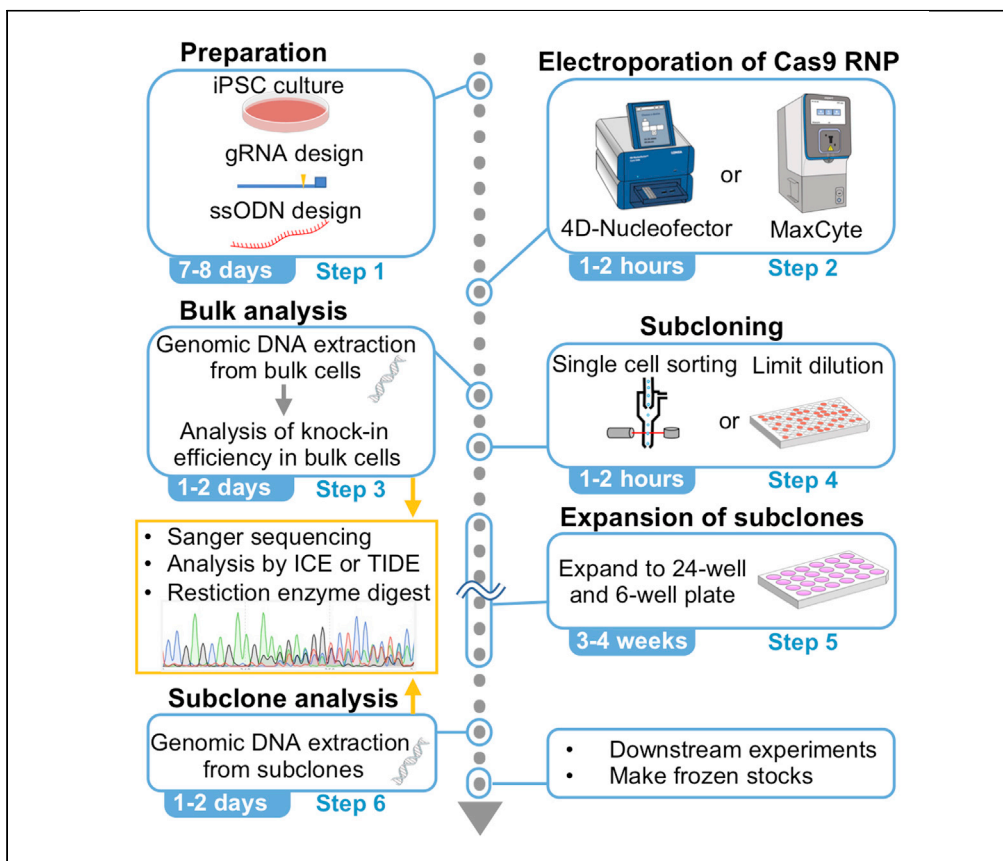 Preparation
iPSC culture
gRNA design
ssODN design
7-8 days
Step 1
Electroporation of Cas9 RNP
or
4D-Nucleofector
MaxCyte
1-2 hours
Step 2
Bulk analysis
Genomic DNA extraction
from bulk cells
Analysis of knock-in
efficiency in bulk cells
1-2 days
Step 3
Subcloning
Single cell sorting
Limit dilution
or
1-2 hours
Step 4
• Sanger sequencing
• Analysis by ICE or TIDE
• Restiction enzyme digest
Expansion of subclones
Expand to 24-well
and 6-well plate
3-4 weeks
Step 5
Subclone analysis
Genomic DNA extraction
from subclones
1-2 days
Step 6
• Downstream experiments
• Make frozen stocks